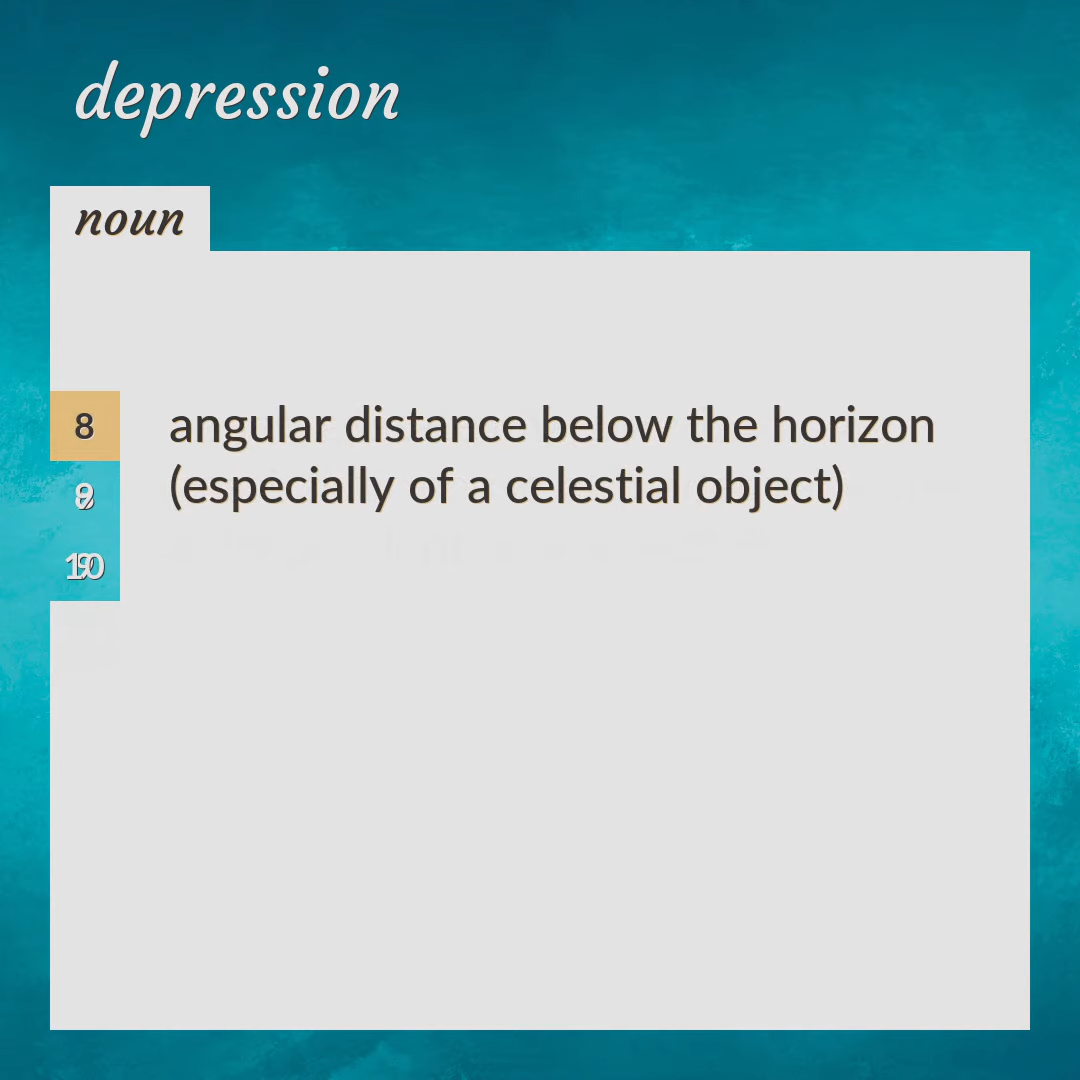 depression
noun
8
angular distance below the horizon
(especially of a celestial object)